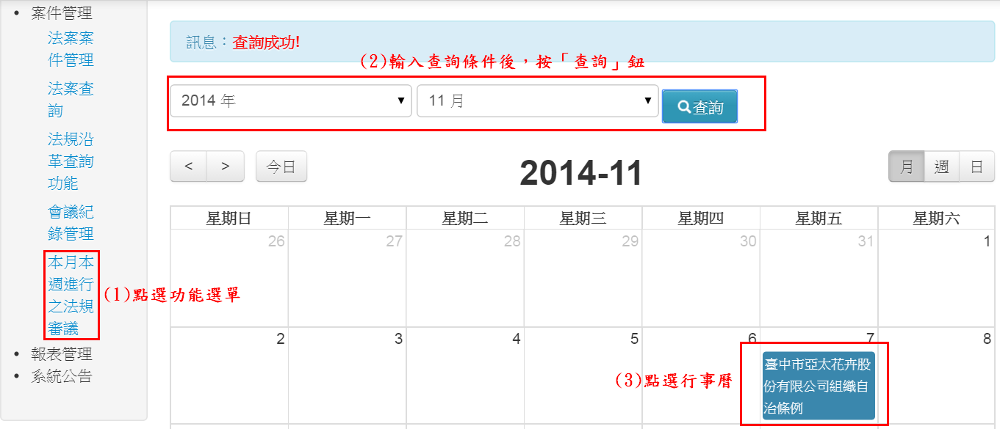 案件管理
法案案
件管理
法案查
詢
法規沿
革查詢
功能
會議紀
錄管理
本月本
週進行
之法規
審議
(1)點選功能選單
報表管理
系統公告
訊息：查詢成功!
(2)輸入查詢條件後，按「查詢」鈕
2014 年
11 月
查詢
<
>
今日
2014-11
月
週
日
星期日 星期一 星期二 星期三 星期四 星期五 星期六
26 27 28 29 30 31 1
2 3 4 5 6 7 8
(3)點選行事曆
臺中市亞太花卉股
份有限公司組織自
治條例